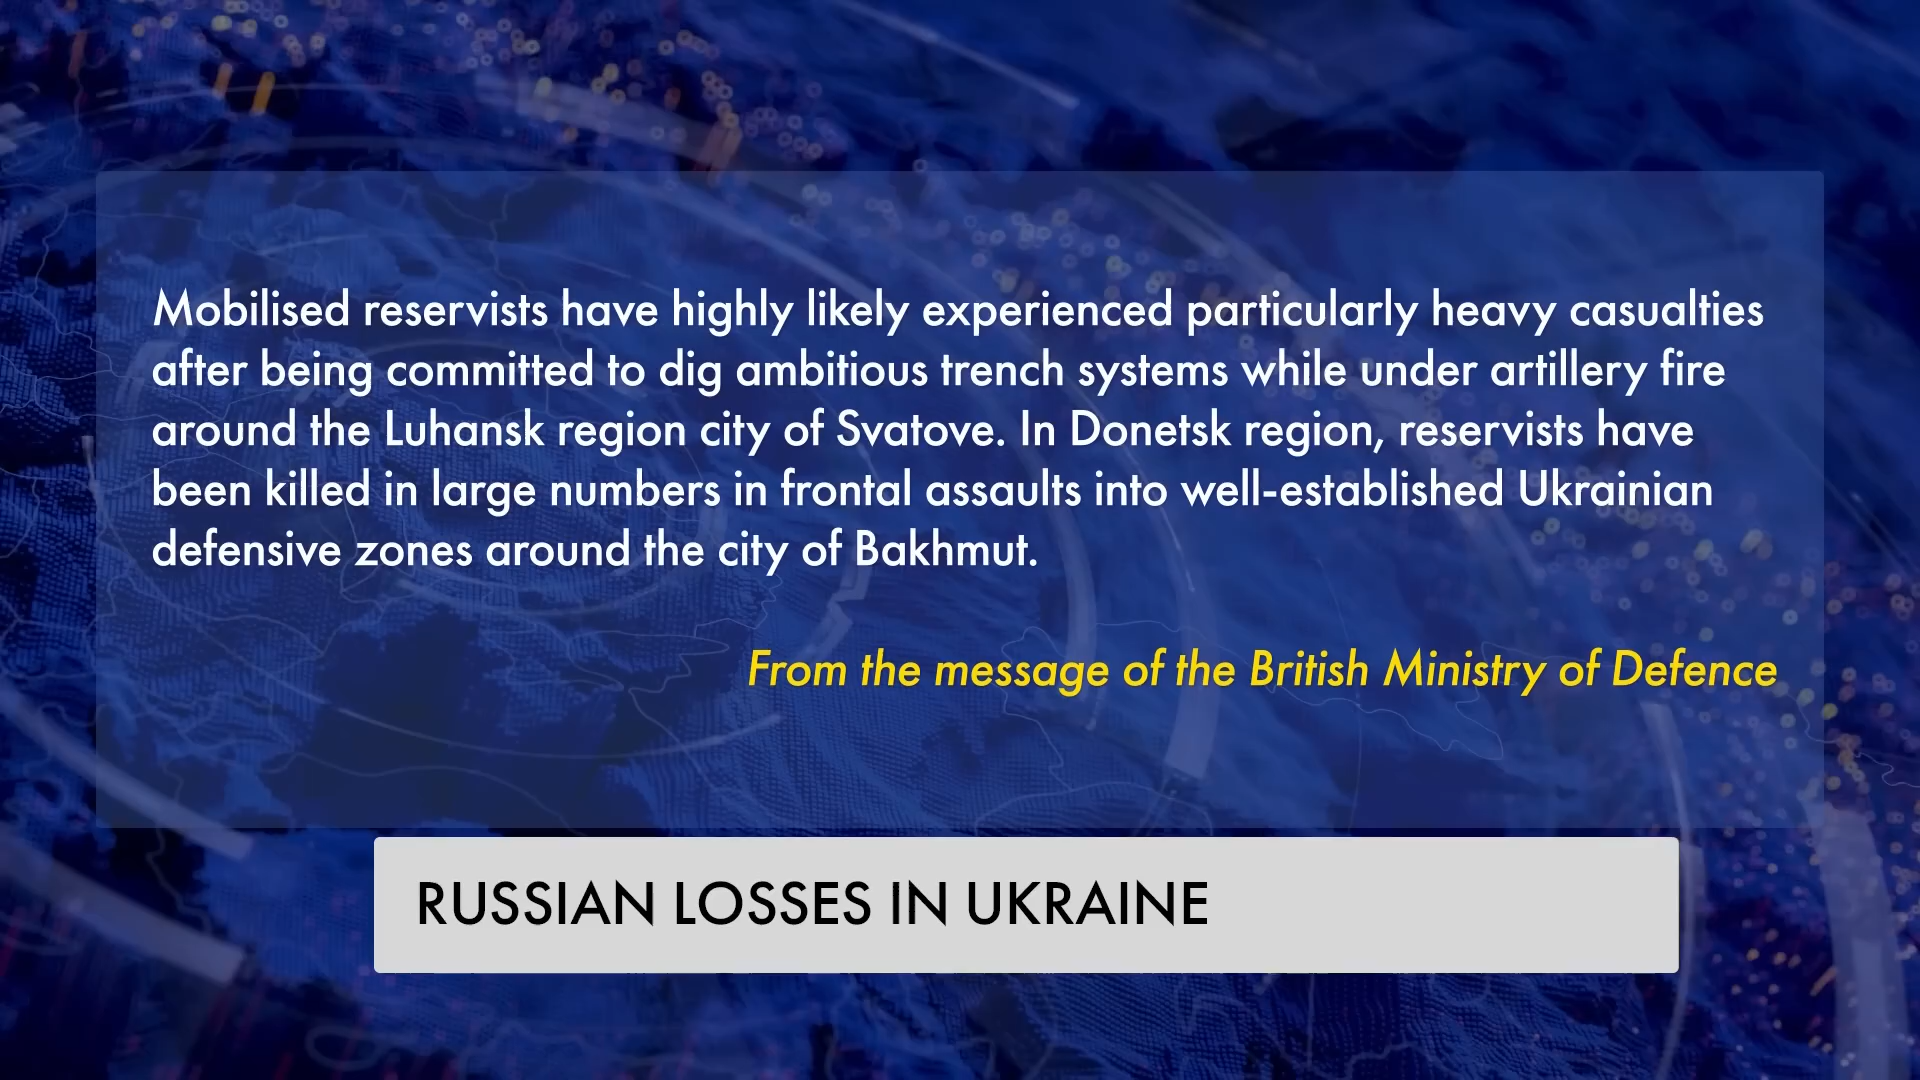 Mobilised reservists have highly likely experienced particularly heavy casualties
after being committed to dig ambitious trench systems while under artillery fire
around the Luhansk region city of Svatove. In Donetsk region, reservists have
been killed in large numbers in frontal assaults into well-established Ukrainian
defensive zones around the city of Bakhmut.
From the message of the British Ministry of Defence
RUSSIAN LOSSES IN UKRAINE